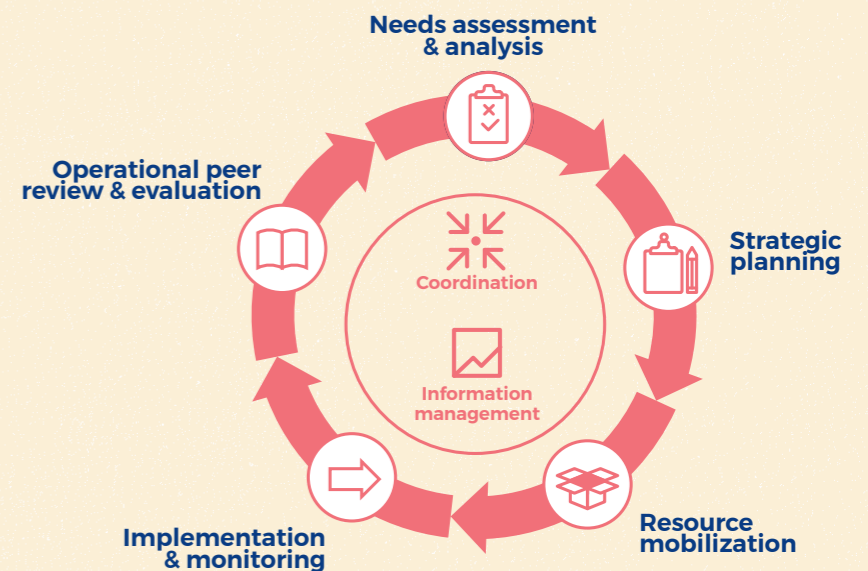 Needs assessment
& analysis
Strategic
planning
Resource
mobilization
Implementation
& monitoring
Operational peer
review & evaluation
Coordination
Information
management